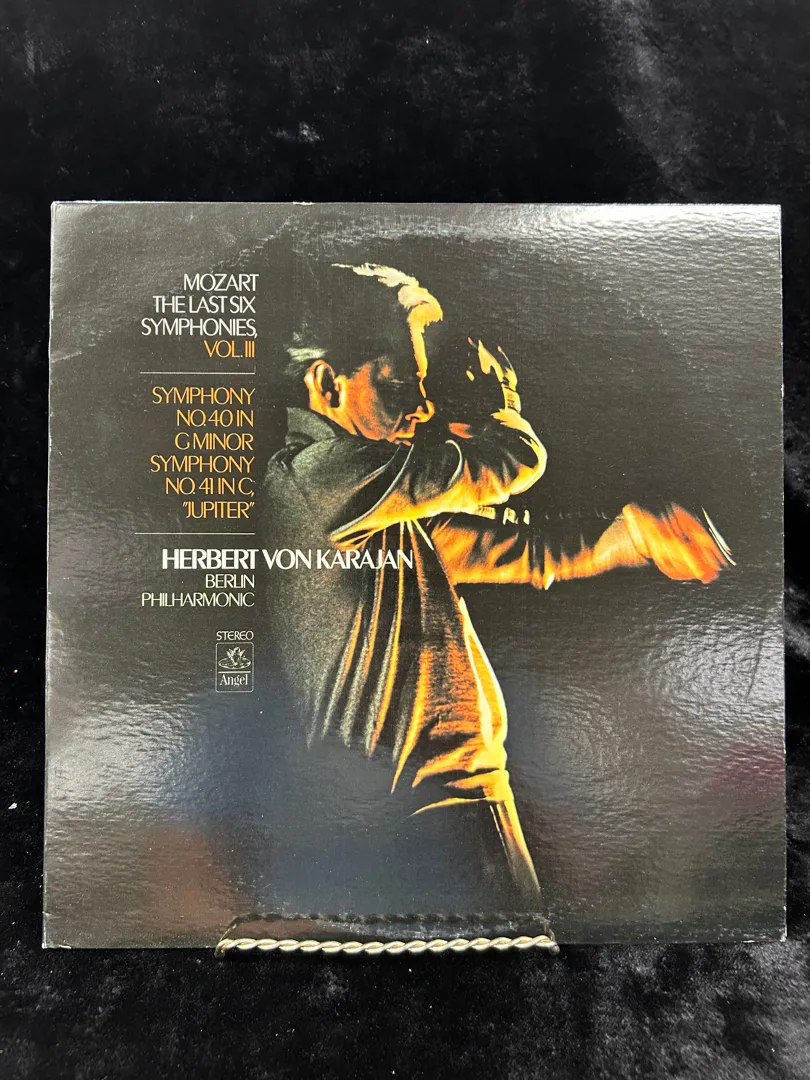 MOZART
THE LAST SIX
SYMPHONIES,
VOL. III
SYMPHONY
NO. 40 IN
G MINOR
SYMPHONY
NO. 41 IN C,
"JUPITER"
HERBERT VON KARAJAN
BERLIN
PHILHARMONIC
STEREO
Angel